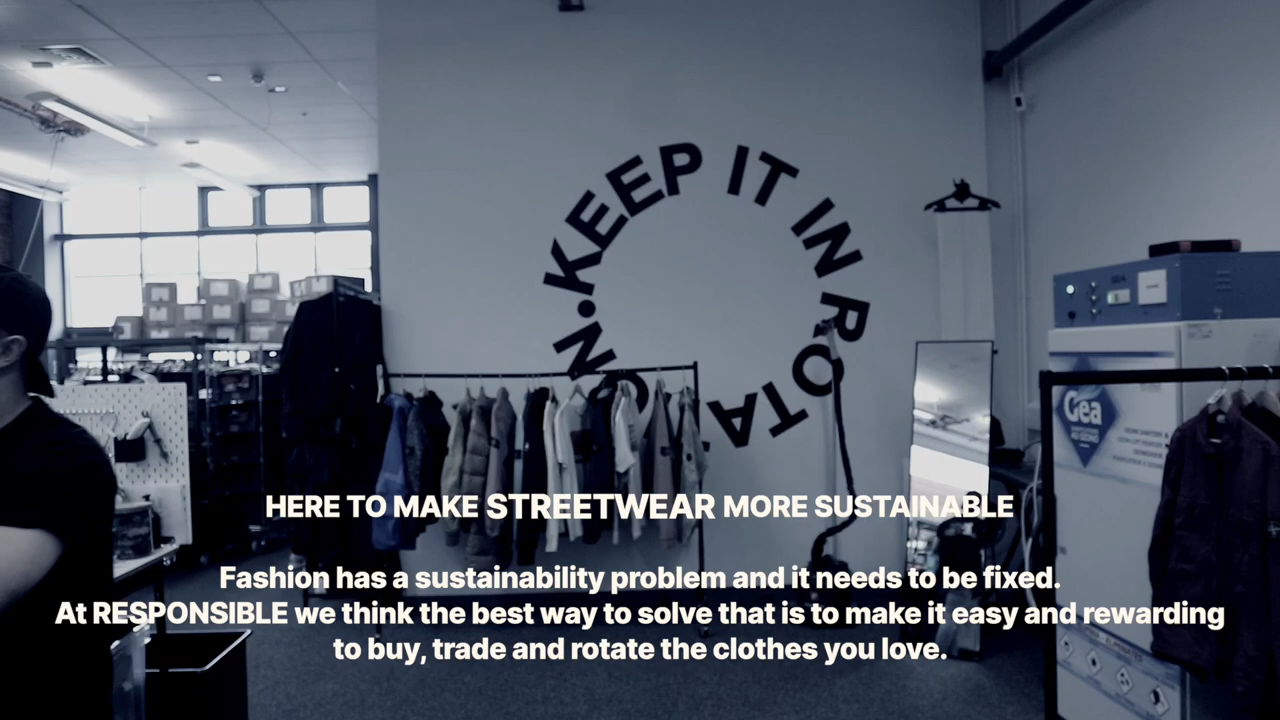 KEEP IT IN ROTATION•
Gea
HERE TO MAKE STREETWEAR MORE SUSTAINABLE
Fashion has a sustainability problem and it needs to be fixed.
At RESPONSIBLE we think the best way to solve that is to make it easy and rewarding
to buy, trade and rotate the clothes you love.